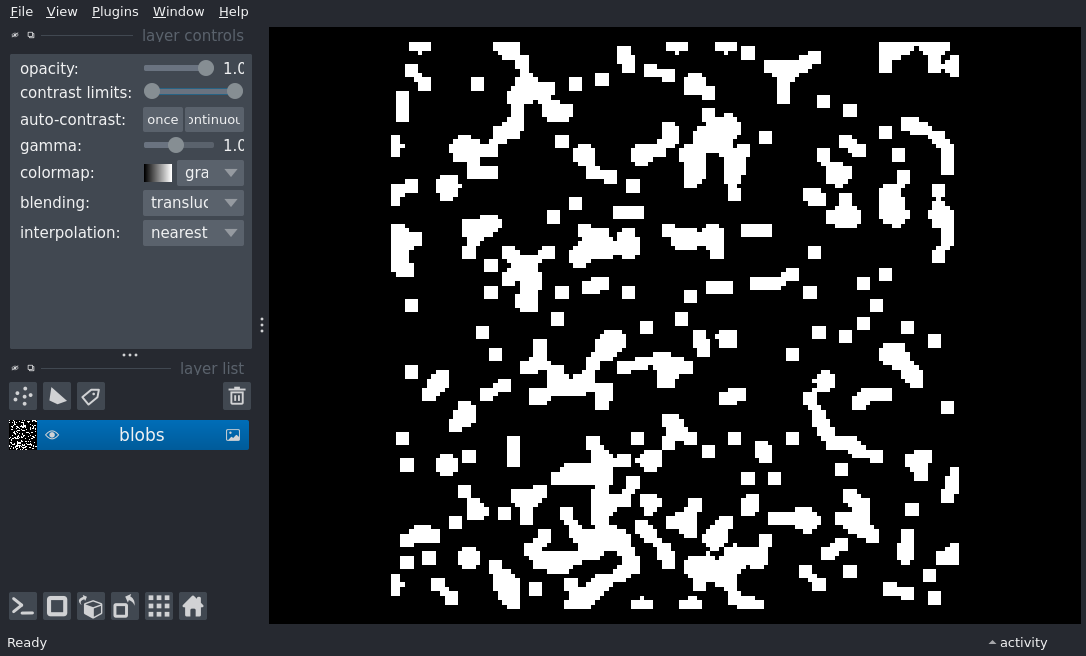 File View Plugins Window Help
layer controls
opacity: 1.0
contrast limits:
auto-contrast: once ontinuou
gamma: 1.0
colormap: gra
blending: transluc
interpolation: nearest
layer list
blobs
Ready activity